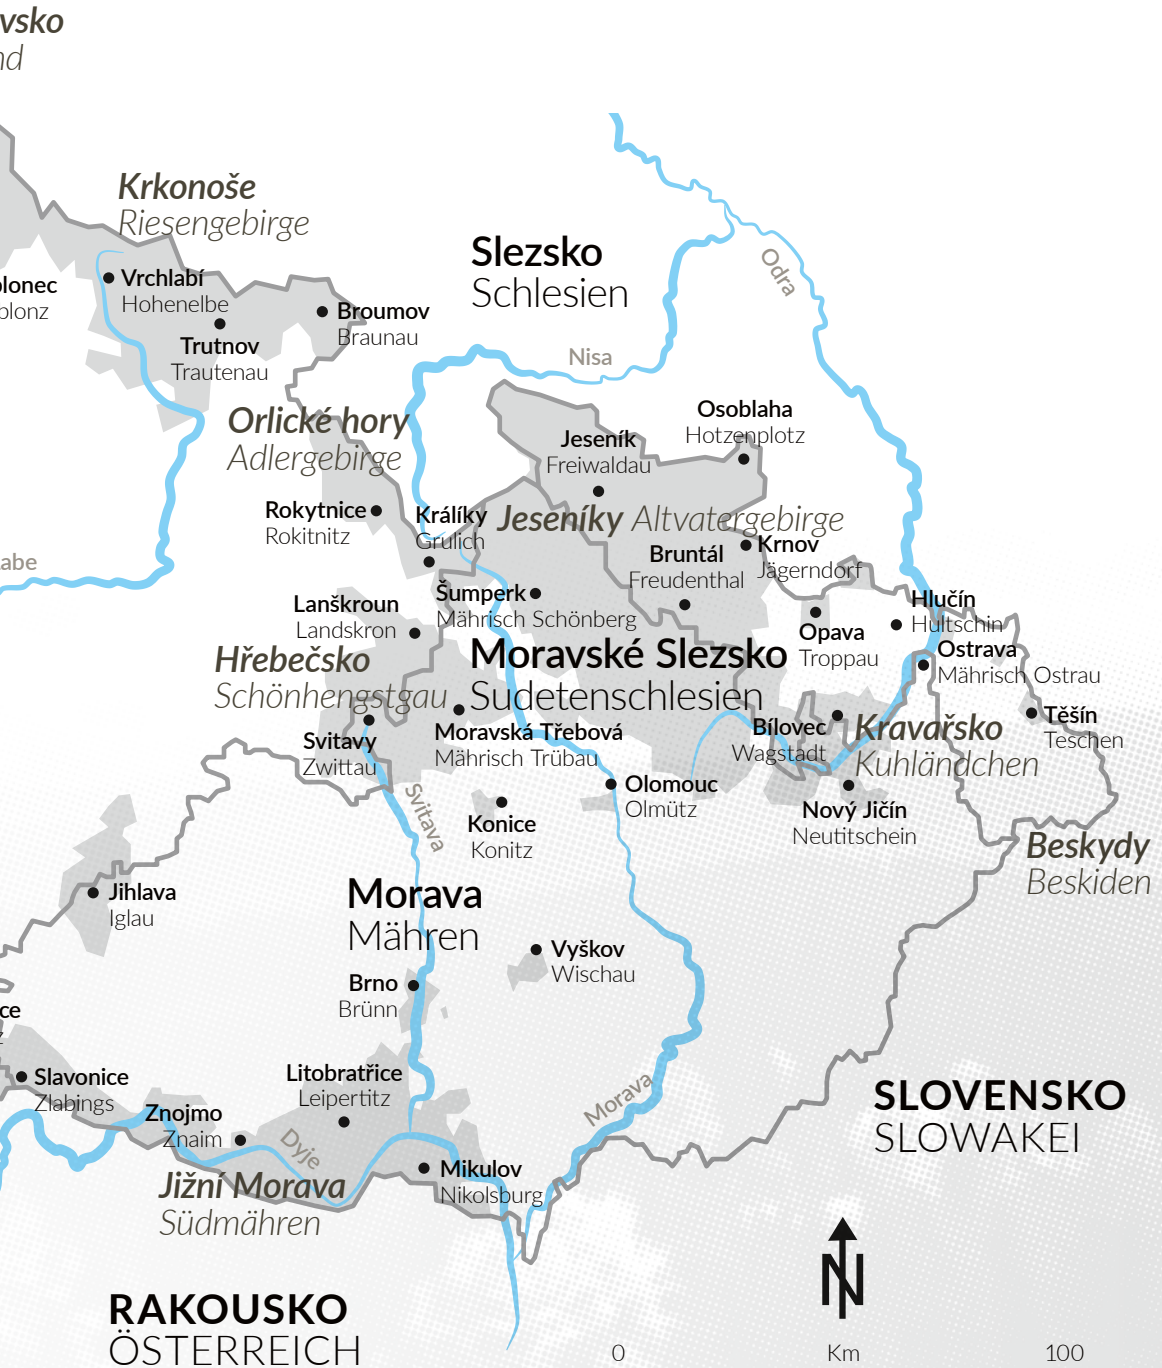 vsko
nd
Krkonoše
Riesengebirge
Slezsko
Schlesien
Odra
lonec
blonz
Vrchlabí
Hohenelbe
Trutnov
Trautenau
Broumov
Braunau
Nisa
Orlické hory
Adlergebirge
Osoblaha
Hotzenplotz
Jeseník
Freiwaldau
Rokytnice
Rokitnitz
Králíky
Grulich
Jeseníky Altvatergebirge
Krnov
Jägerndorf
Bruntál
Freudenthal
abe
Šumperk
Mährisch Schönberg
Lanškroun
Landskron
Hlučín
Hultschin
Opava
Troppau
Ostrava
Mährisch Ostrau
Hřebečsko
Schönhengstgau
Moravské Slezsko
Sudetenschlesien
Těšín
Teschen
Bílovec
Wagstadt
Kravařsko
Kuhländchen
Svitavy
Zwittau
Moravská Třebová
Mährisch Trübau
Svitava
Olomouc
Olmütz
Konice
Konitz
Nový Jičín
Neutitschein
Beskydy
Beskiden
Jihlava
Iglau
Morava
Mähren
Vyškov
Wischau
Brno
Brünn
ce
z
Slavonice
Zlabings
Litobratřice
Leipertitz
Znojmo
Znaim
Dyje
Morava
Mikulov
Nikolsburg
Jižní Morava
Südmähren
SLOVENSKO
SLOWAKEI
RAKOUSKO
ÖSTERREICH
N
0 Km 100